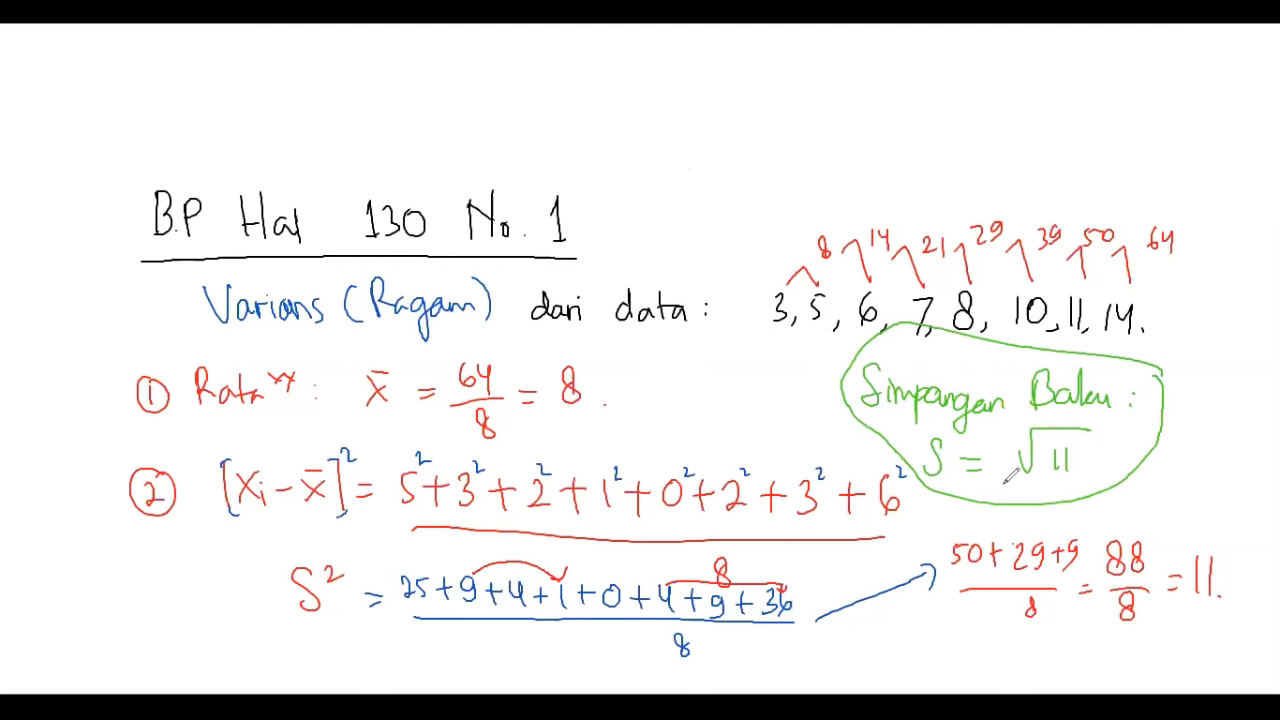 B.P Hal 130 No. 1
8 14 21 29 39 50 64
Varians (Ragam) dari data : 3, 5, 6, 7, 8, 10, 11, 14.
① Rata ˣˣ : x̄ = 64/8 = 8 .
Simpangan Baku :
S = √11
② [xi - x̄]² = 5² + 3² + 2² + 1² + 0² + 2² + 3² + 6²
S² = (25 + 9 + 4 + 1 + 0 + 4 + 9 + 36)/8
8
(50 + 29 + 9)/8 = 88/8 = 11.